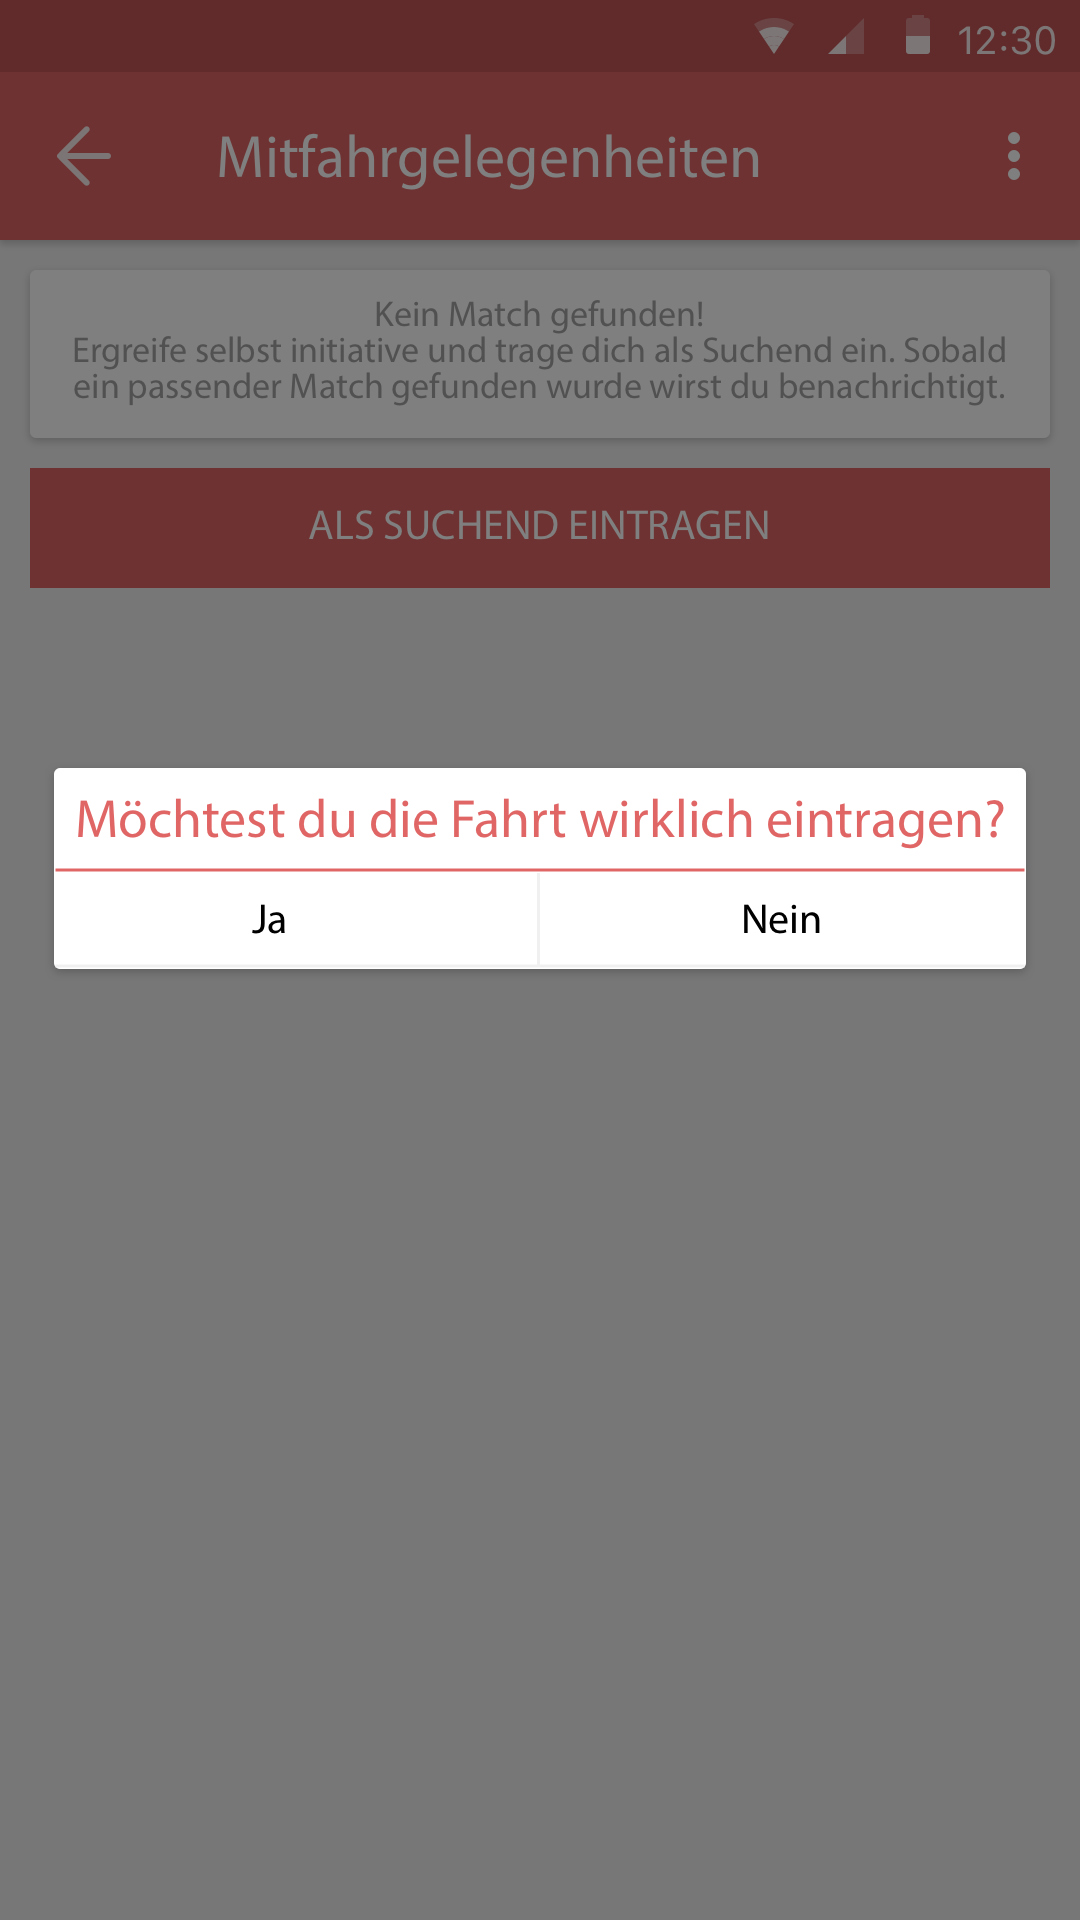 12:30
Mitfahrgelegenheiten
Kein Match gefunden!
Ergreife selbst initiative und trage dich als Suchend ein. Sobald
ein passender Match gefunden wurde wirst du benachrichtigt.
ALS SUCHEND EINTRAGEN
Möchtest du die Fahrt wirklich eintragen?
Ja Nein